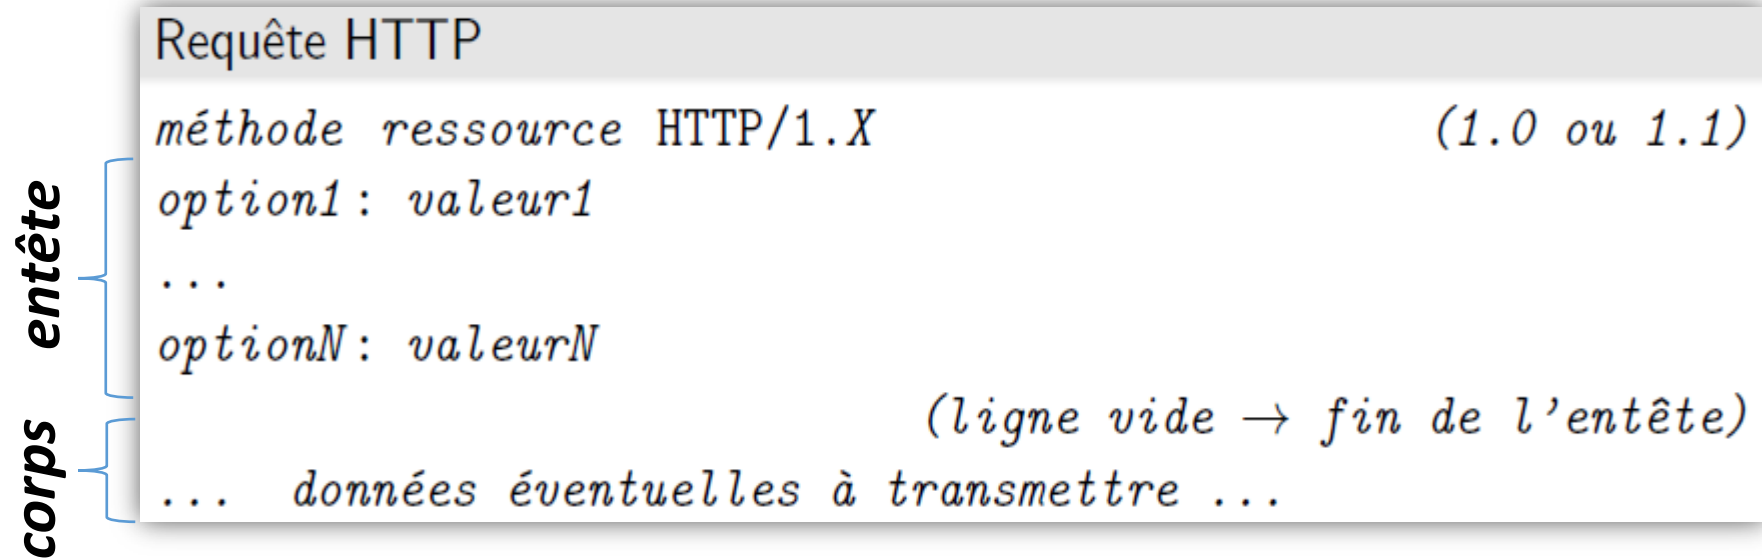 Requête HTTP
méthode ressource HTTP/1.X (1.0 ou 1.1)
entête
option1: valeur1
...
optionN: valeurN
(ligne vide → fin de l'entête)
corps
... données éventuelles à transmettre ...